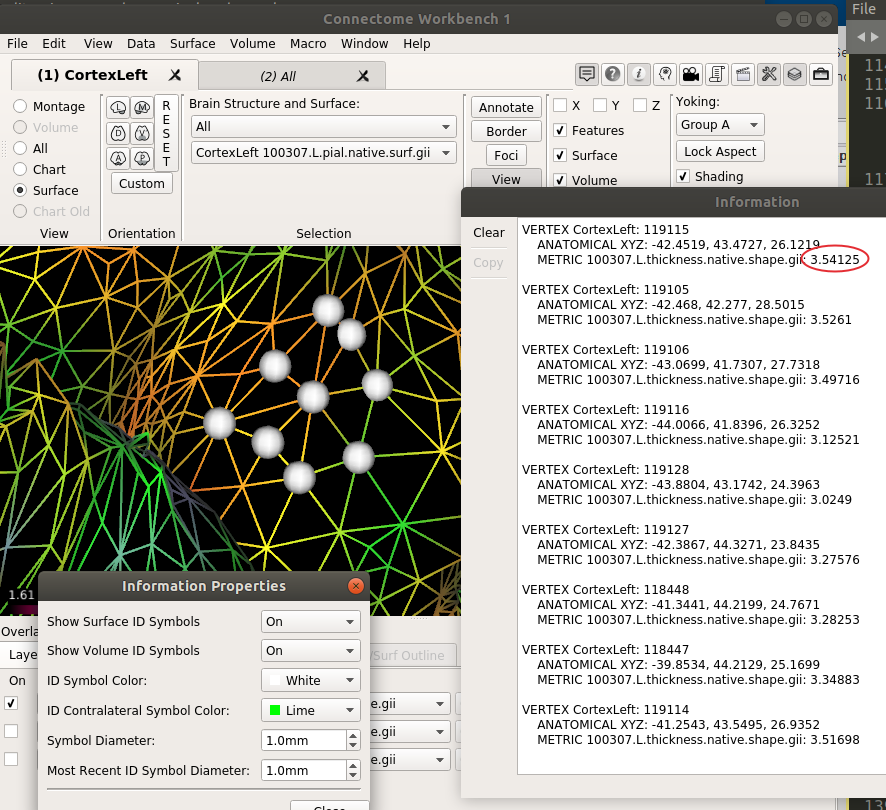 Connectome Workbench 1
File
File Edit View Data Surface Volume Macro Window Help
(1) CortexLeft
(2) All
Montage
Volume
All
Chart
Surface
Chart Old
View
L M
D V
A P
RESET
Custom
Orientation
Brain Structure and Surface:
All
CortexLeft 100307.L.pial.native.surf.gii
Selection
Annotate
Border
Foci
View
X Y Z
Features
Surface
Volume
Yoking:
Group A
Lock Aspect
Shading
117
Information
Clear
Copy
VERTEX CortexLeft: 119115
ANATOMICAL XYZ: -42.4519, 43.4727, 26.1219
METRIC 100307.L.thickness.native.shape.gii: 3.54125
VERTEX CortexLeft: 119105
ANATOMICAL XYZ: -42.468, 42.277, 28.5015
METRIC 100307.L.thickness.native.shape.gii: 3.5261
VERTEX CortexLeft: 119106
ANATOMICAL XYZ: -43.0699, 41.7307, 27.7318
METRIC 100307.L.thickness.native.shape.gii: 3.49716
VERTEX CortexLeft: 119116
ANATOMICAL XYZ: -44.0066, 41.8396, 26.3252
METRIC 100307.L.thickness.native.shape.gii: 3.12521
VERTEX CortexLeft: 119128
ANATOMICAL XYZ: -43.8804, 43.1742, 24.3963
METRIC 100307.L.thickness.native.shape.gii: 3.0249
VERTEX CortexLeft: 119127
ANATOMICAL XYZ: -42.3867, 44.3271, 23.8435
METRIC 100307.L.thickness.native.shape.gii: 3.27576
VERTEX CortexLeft: 118448
ANATOMICAL XYZ: -41.3441, 44.2199, 24.7671
METRIC 100307.L.thickness.native.shape.gii: 3.28253
VERTEX CortexLeft: 118447
ANATOMICAL XYZ: -39.8534, 44.2129, 25.1699
METRIC 100307.L.thickness.native.shape.gii: 3.34883
VERTEX CortexLeft: 119114
ANATOMICAL XYZ: -41.2543, 43.5495, 26.9352
METRIC 100307.L.thickness.native.shape.gii: 3.51698
1.61
Information Properties
Show Surface ID Symbols On
Show Volume ID Symbols On
ID Symbol Color: White
ID Contralateral Symbol Color: Lime
Symbol Diameter: 1.0mm
Most Recent ID Symbol Diameter: 1.0mm
Close
Overla
Laye
Surf Outline
On
e.gii
e.gii
e.gii